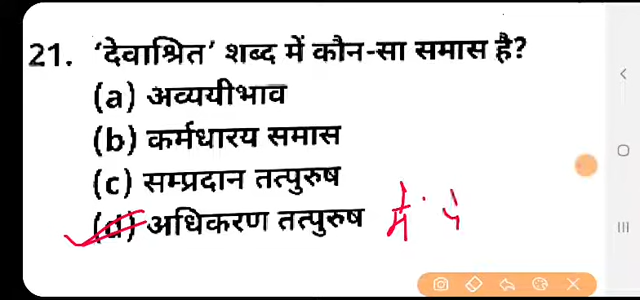 21. ‘देवाश्रित’ शब्द में कौन-सा समास है?
(a) अव्ययीभाव
(b) कर्मधारय समास
(c) सम्प्रदान तत्पुरुष
(d) अधिकरण तत्पुरुष में